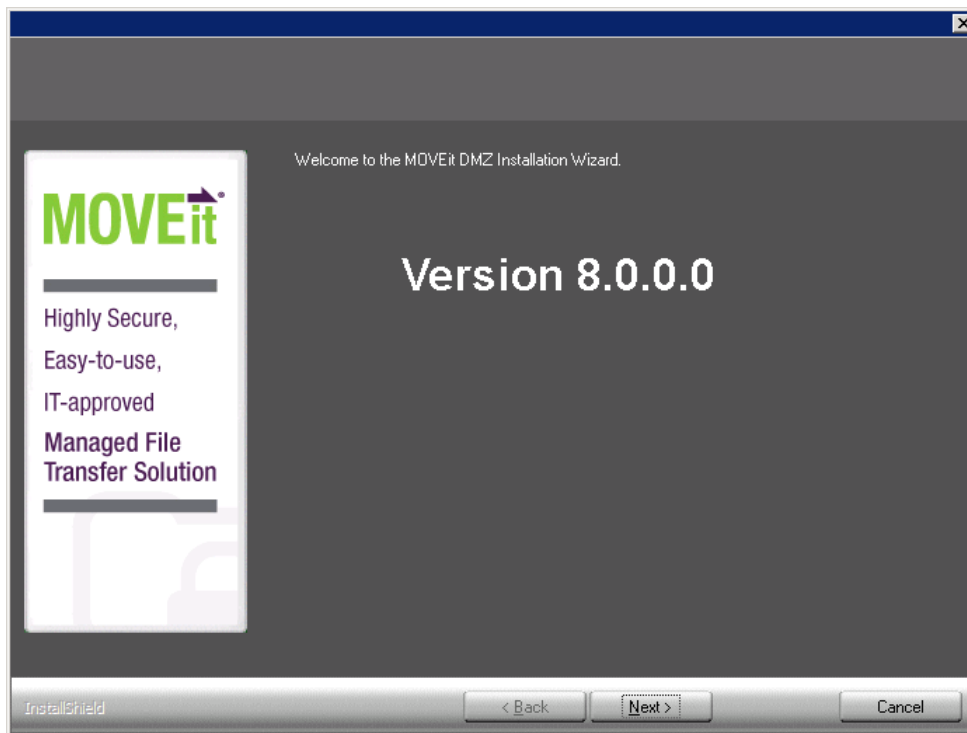 Welcome to the MOVEit DMZ Installation Wizard.
MOVEit
Version 8.0.0.0
Highly Secure,
Easy-to-use,
IT-approved
Managed File
Transfer Solution
InstallShield
< Back
Next >
Cancel